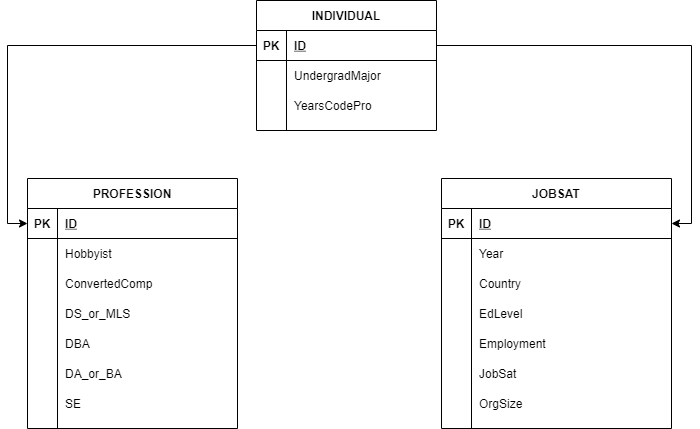 INDIVIDUAL
PK ID
UndergradMajor
YearsCodePro
PROFESSION
PK ID
Hobbyist
ConvertedComp
DS_or_MLS
DBA
DA_or_BA
SE
JOBSAT
PK ID
Year
Country
EdLevel
Employment
JobSat
OrgSize